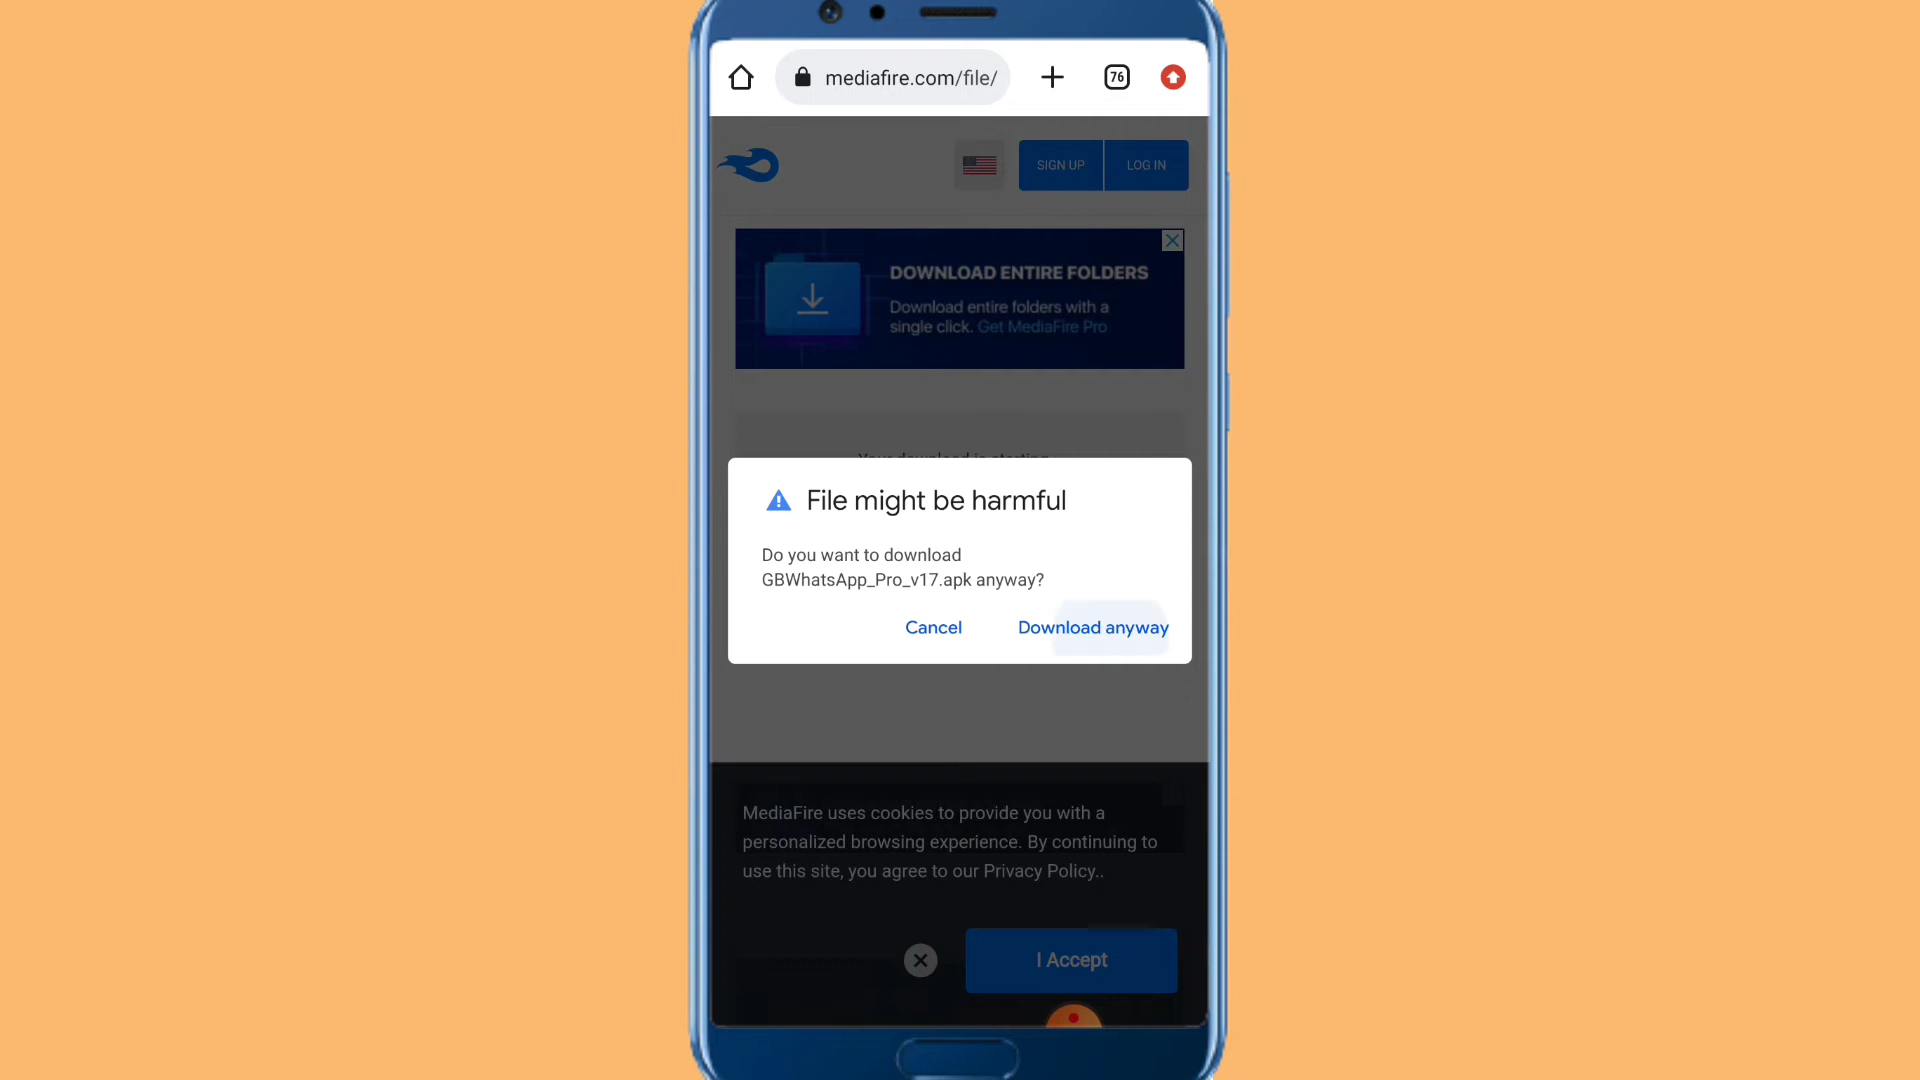 mediafire.com/file/
76
SIGN UP
LOG IN
DOWNLOAD ENTIRE FOLDERS
Download entire folders with a
single click. Get MediaFire Pro
Your download is starting
File might be harmful
Do you want to download
GBWhatsApp_Pro_v17.apk anyway?
Cancel
Download anyway
MediaFire uses cookies to provide you with a
personalized browsing experience. By continuing to
use this site, you agree to our Privacy Policy..
I Accept